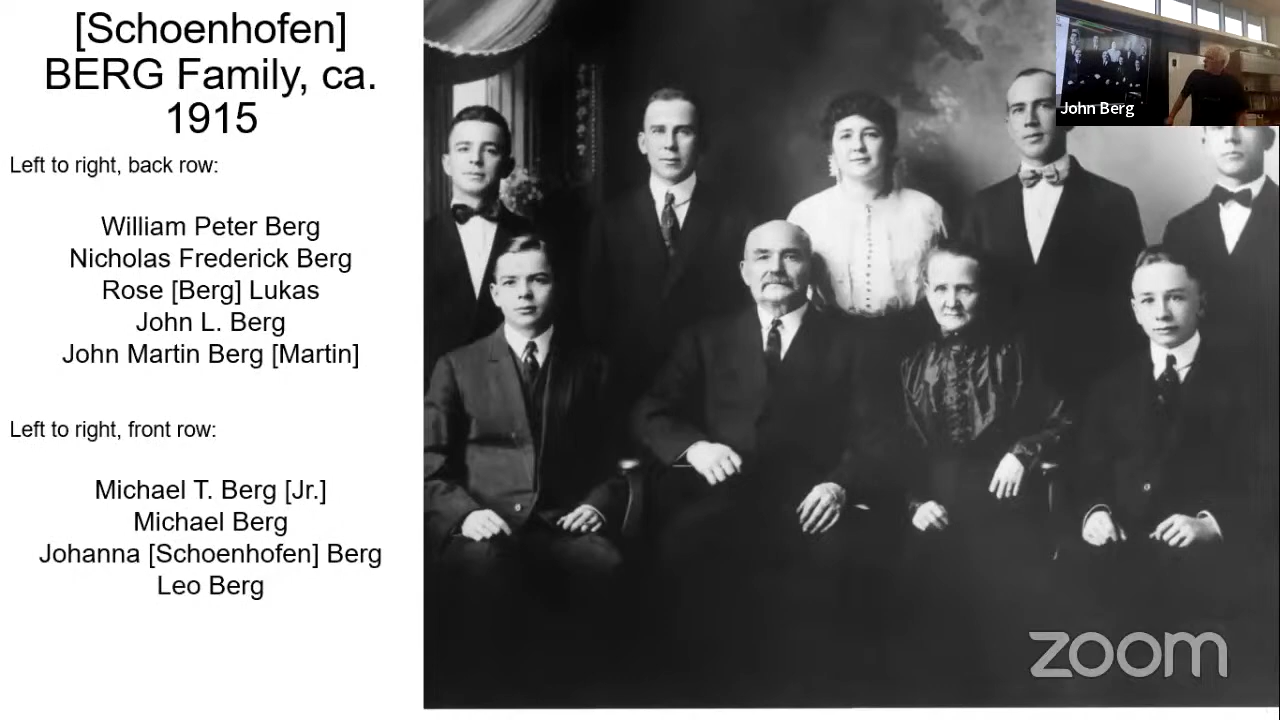 [Schoenhofen]
BERG Family, ca.
1915
Left to right, back row:
William Peter Berg
Nicholas Frederick Berg
Rose [Berg] Lukas
John L. Berg
John Martin Berg [Martin]
Left to right, front row:
Michael T. Berg [Jr.]
Michael Berg
Johanna [Schoenhofen] Berg
Leo Berg
John Berg
zoom